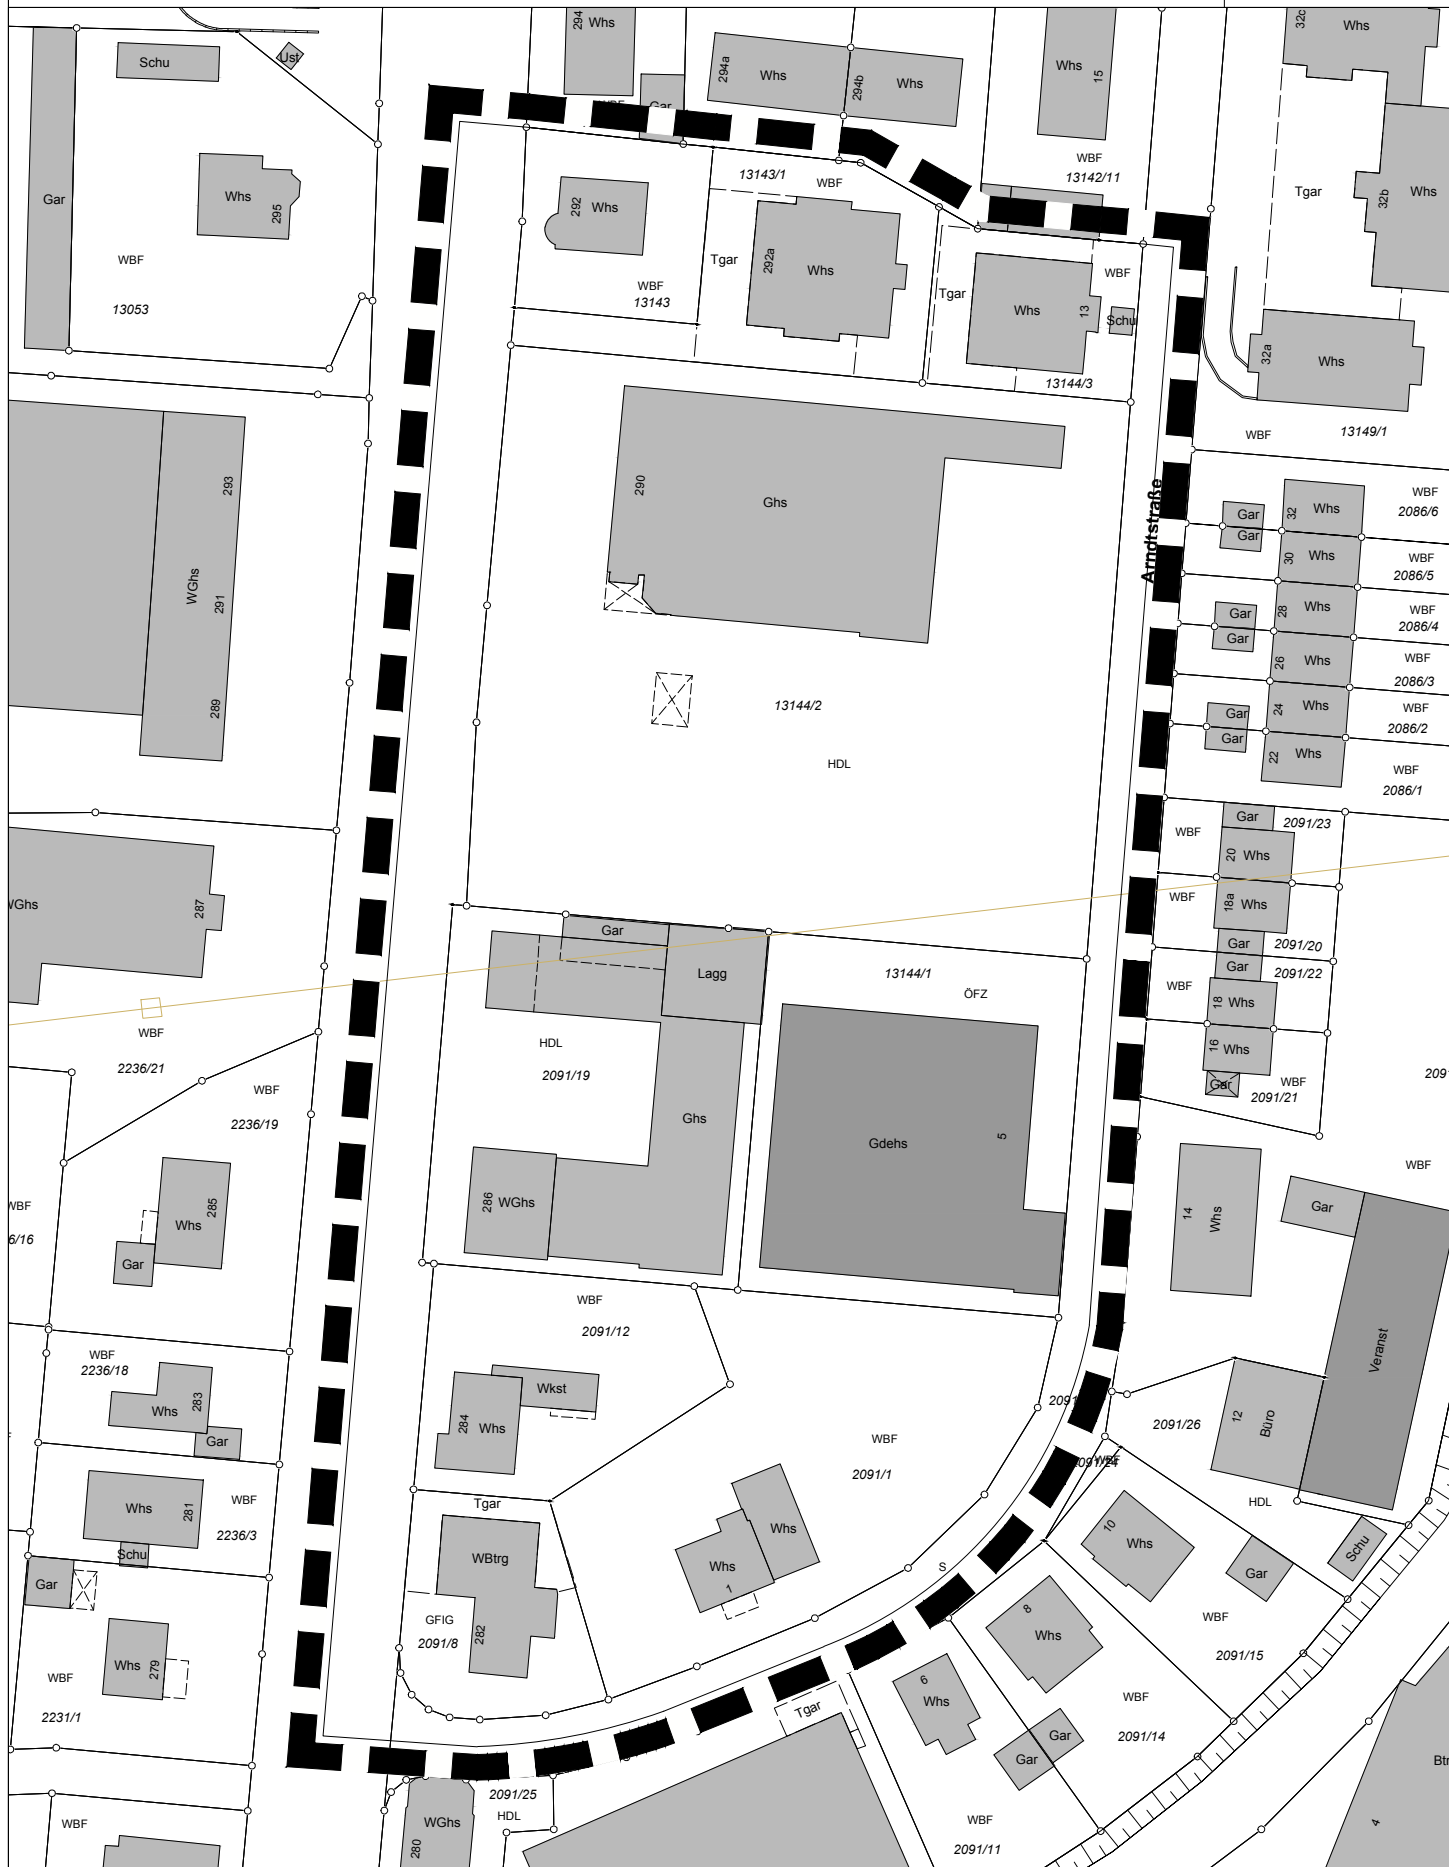 294
Whs
Schu
Ust
294a
Whs
294b
Whs
Whs
15
32c
Whs
Gar
WBF
13142/11
13143/1
WBF
Gar
Whs
295
292
Whs
Tgar
32b
Whs
WBF
13053
WBF
13143
Tgar
292a
Whs
Tgar
WBF
Whs
13
Schu
13144/3
32a
Whs
WBF
13149/1
293
WGhs
291
289
290
Ghs
Arndtstraße
Gar
Gar
32
Whs
WBF
2086/6
30
Whs
WBF
2086/5
Gar
Gar
28
Whs
WBF
2086/4
26
Whs
WBF
2086/3
Gar
Gar
24
Whs
WBF
2086/2
22
Whs
WBF
2086/1
13144/2
HDL
WBF
Gar
2091/23
20
Whs
WBF
18a
Whs
Gar
2091/20
Gar
2091/22
WBF
18
Whs
16
Whs
Gar
WBF
2091/21
287
WBF
2236/21
WBF
2236/19
Gar
Lagg
13144/1
ÖFZ
HDL
2091/19
Ghs
Gdehs
5
286
WGhs
WBF
285
Whs
Gar
14
Whs
Gar
WBF
Veranst
WBF
2091/12
WBF
2236/18
283
Whs
Gar
Wkst
284
Whs
2091/26
12
Büro
HDL
Schu
WBF
2091/1
2091/24
WBF
Whs
281
WBF
2236/3
Schu
Gar
Tgar
WBtrg
GFIG
2091/8
282
Whs
Whs
1
S
10
Whs
Gar
8
Whs
WBF
2091/15
Whs
279
WBF
2231/1
6
Whs
Tgar
WBF
2091/14
Gar
Gar
2091/25
HDL
WGhs
280
WBF
WBF
2091/11
4